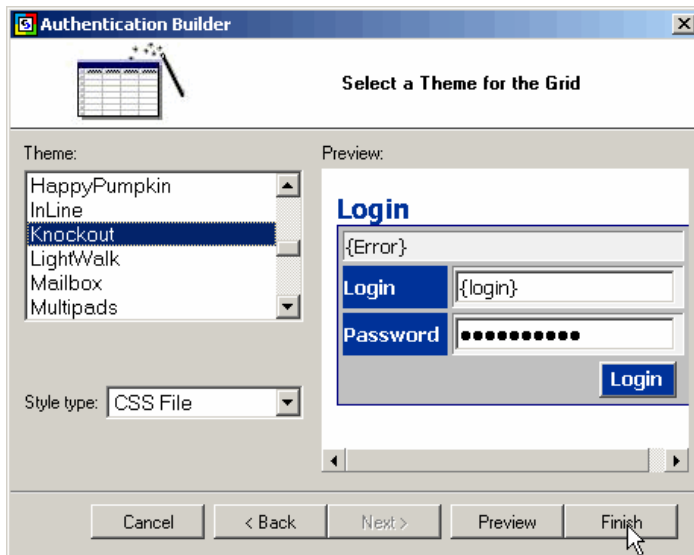 Authentication Builder
Select a Theme for the Grid
Theme:
HappyPumpkin
InLine
Knockout
LightWalk
Mailbox
Multipads
Style type: CSS File
Preview:
Login
{Error}
Login {login}
Password ●●●●●●●●●●
Login
Cancel < Back Next > Preview Finish